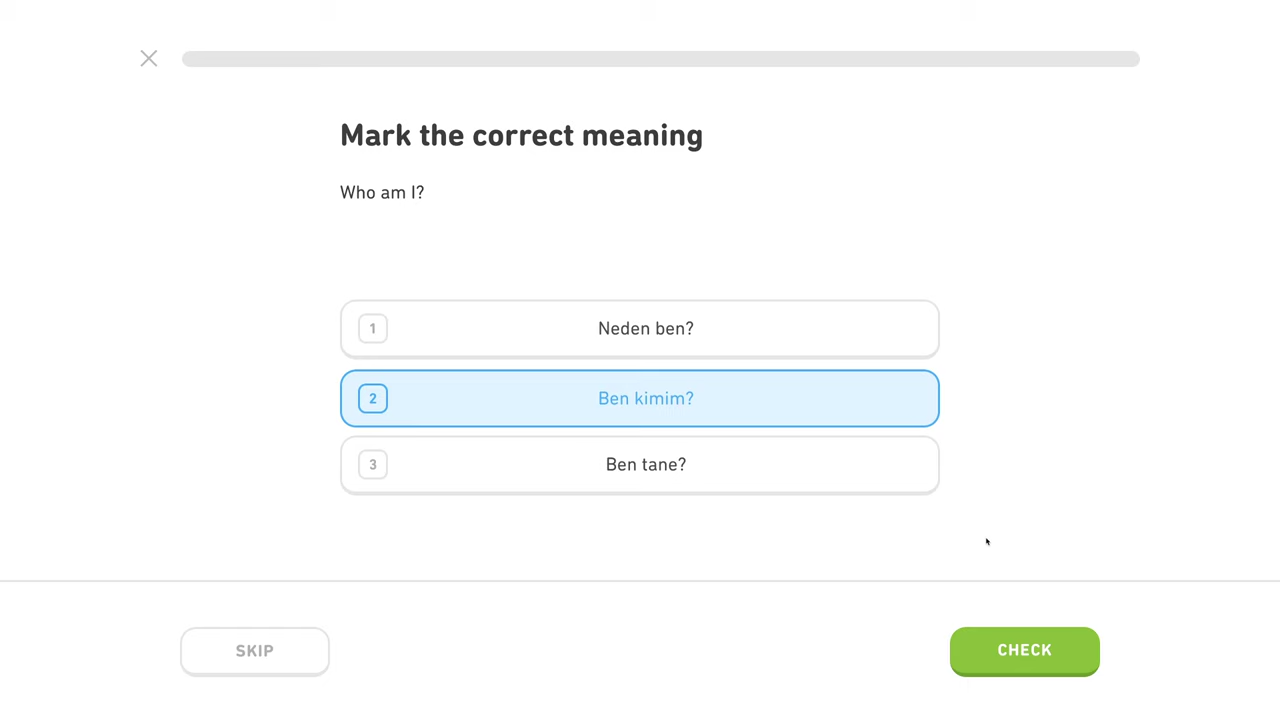 Mark the correct meaning
Who am I?
1 Neden ben?
2 Ben kimim?
3 Ben tane?
SKIP
CHECK